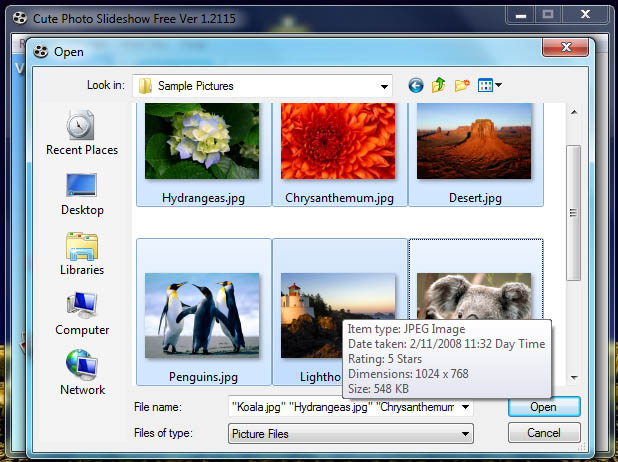 Cute Photo Slideshow Free Ver 1.2115
Open
Look in: Sample Pictures
Recent Places
Desktop
Libraries
Computer
Network
Hydrangeas.jpg Chrysanthemum.jpg Desert.jpg
Penguins.jpg
Item type: JPEG Image
Date taken: 2/11/2008 11:32 Day Time
Rating: 5 Stars
Dimensions: 1024 x 768
Size: 548 KB
File name: "Koala.jpg" "Hydrangeas.jpg" "Chrysanthemum Open
Files of type: Picture Files Cancel